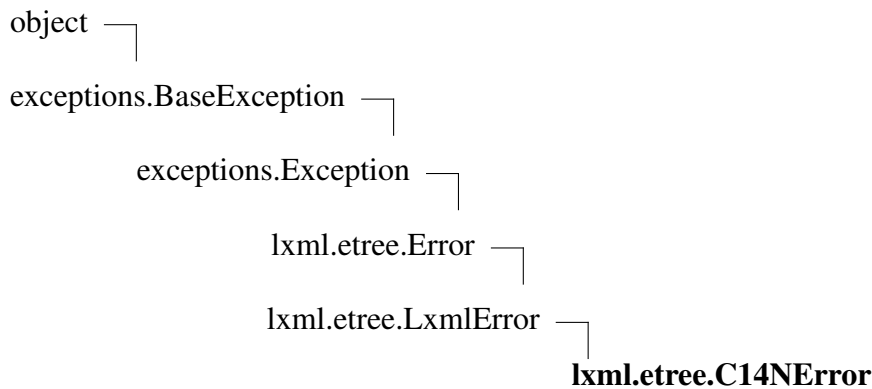 object
exceptions.BaseException
exceptions.Exception
lxml.etree.Error
lxml.etree.LxmlError
lxml.etree.C14NError